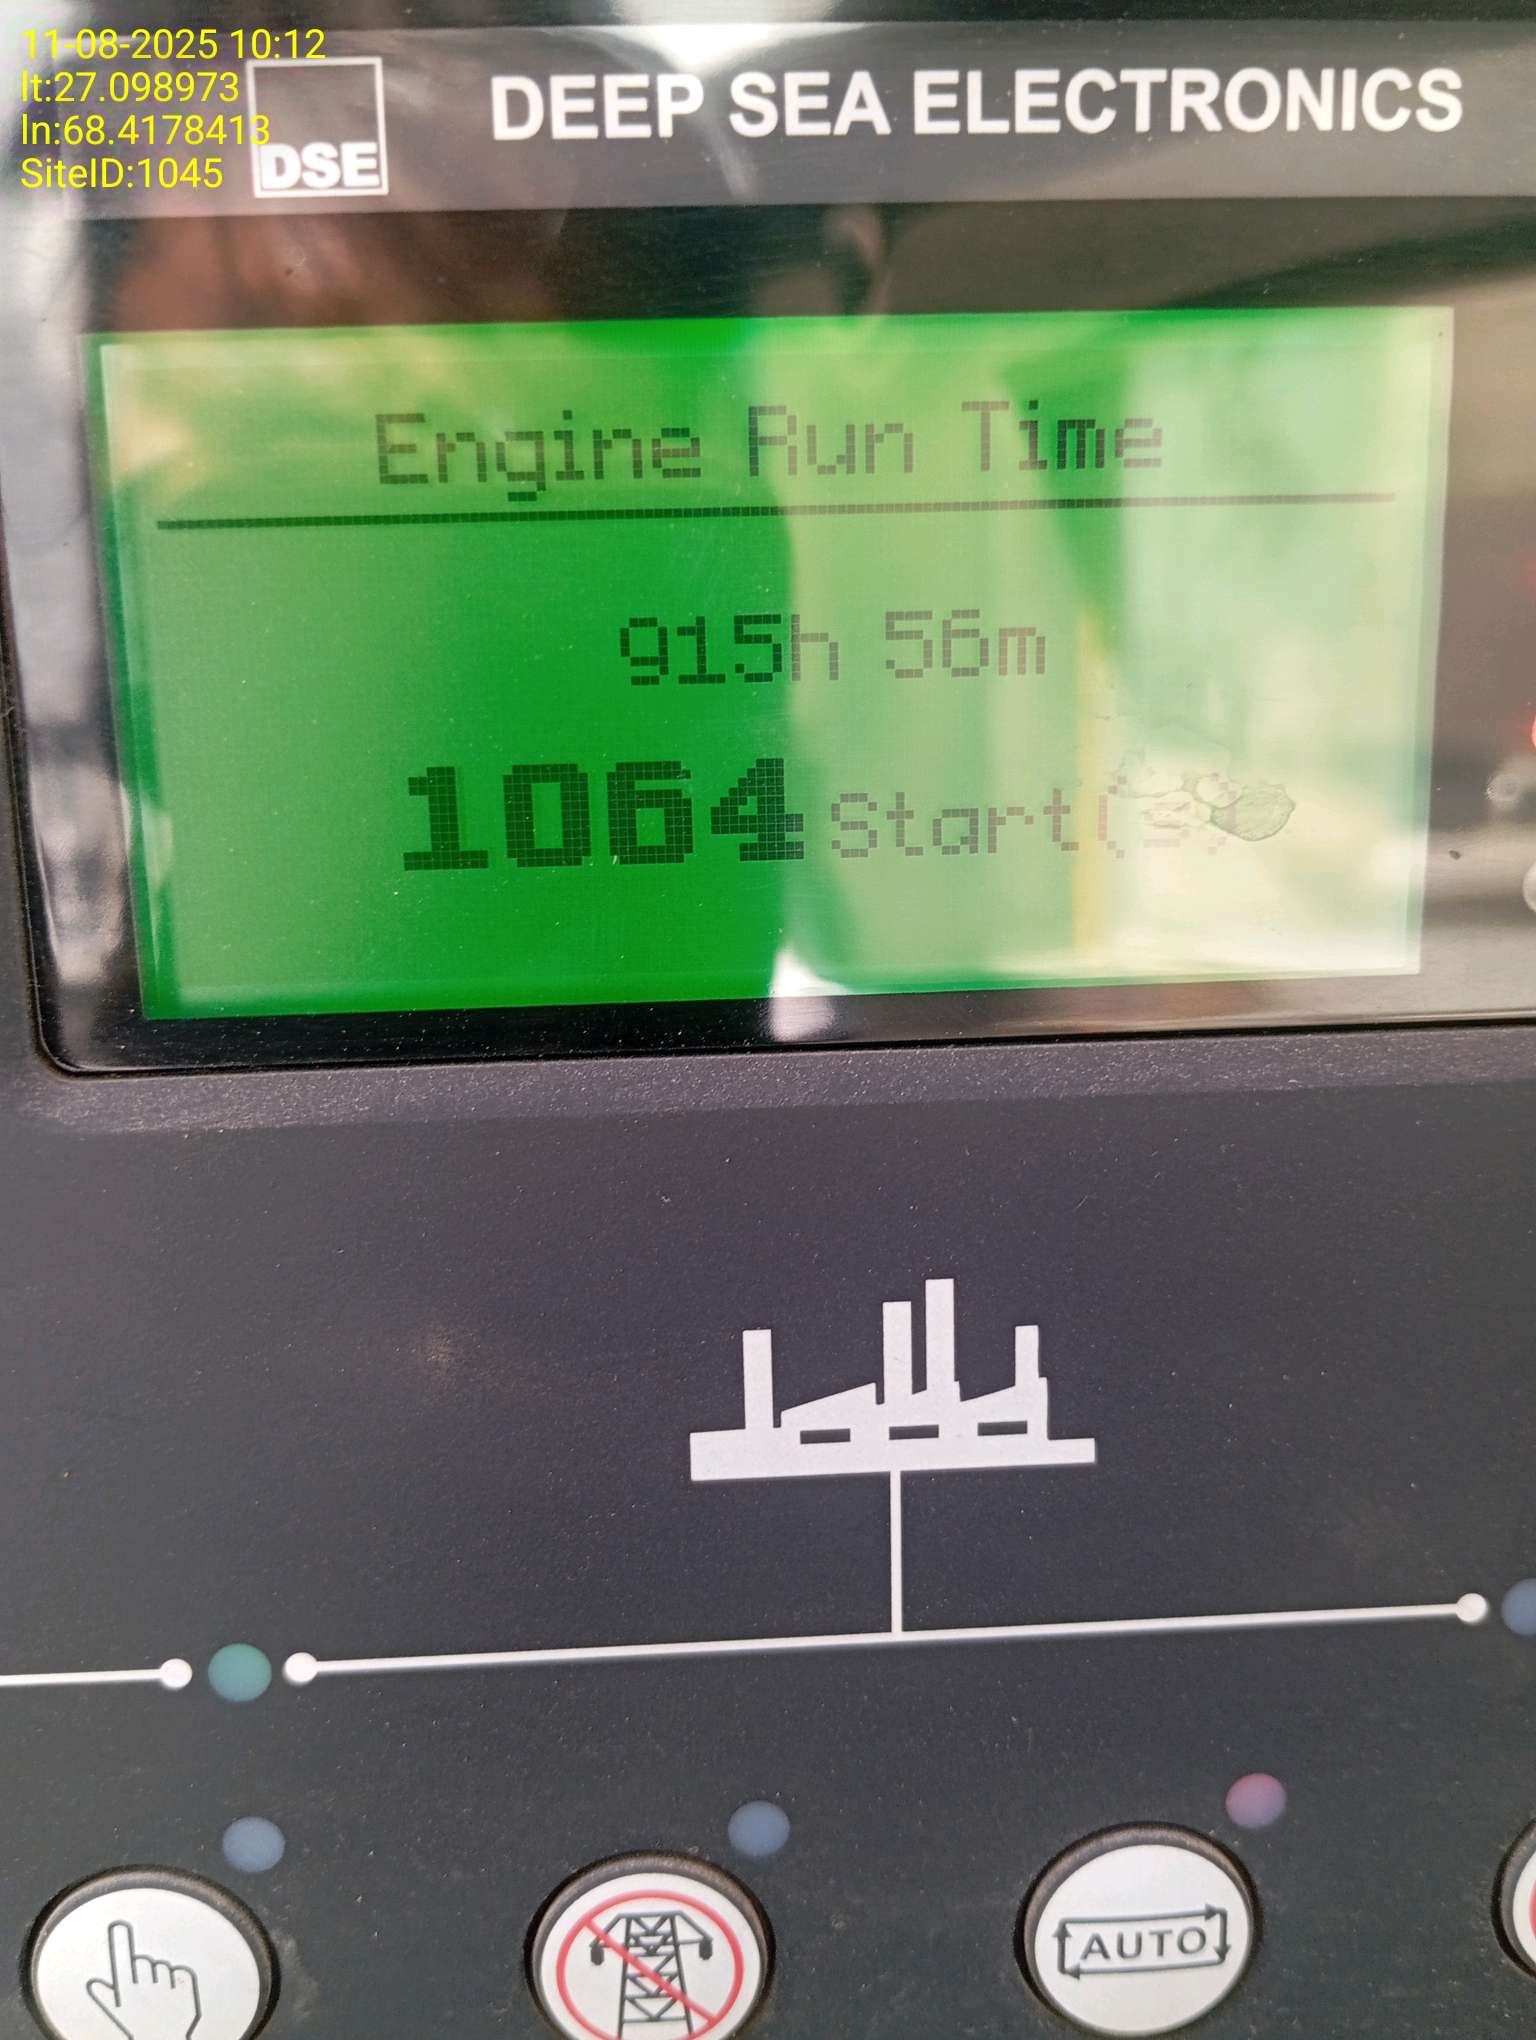 11-08-2025 10:12
lt:27.098973
ln:68.4178413
SiteID:1045
DSE
DEEP SEA ELECTRONICS
Engine Run Time
915h 56m
1064 Start(s)
AUTO